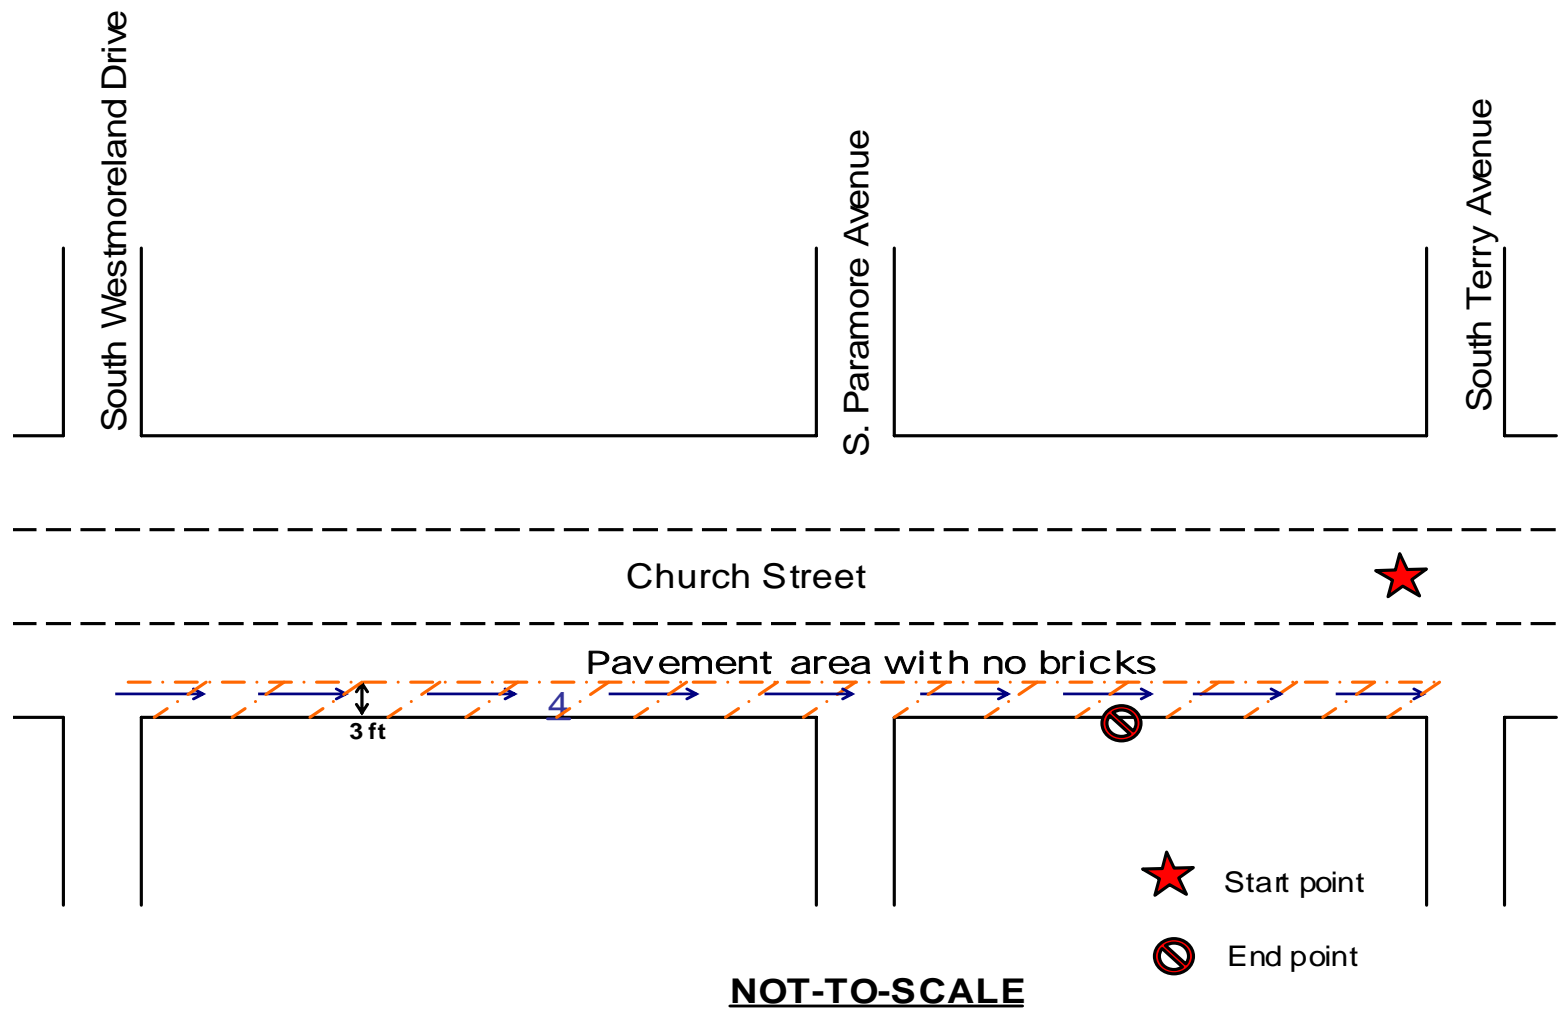 South Westmoreland Drive
S. Paramore Avenue
South Terry Avenue
Church Street
Pavement area with no bricks
4
3 ft
Start point
End point
NOT-TO-SCALE